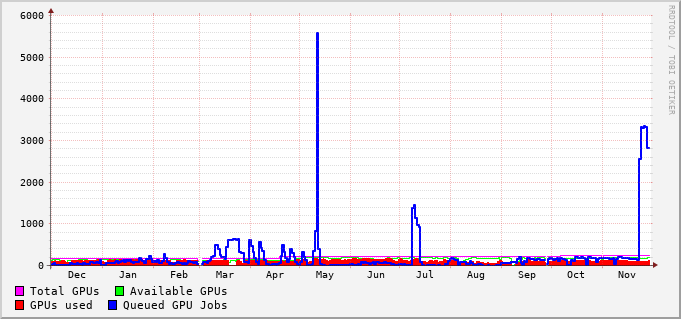 6000
5000
4000
3000
2000
1000
0
Dec Jan Feb Mar Apr May Jun Jul Aug Sep Oct Nov
Total GPUs Available GPUs
GPUs used Queued GPU Jobs
RRDTOOL / TOBI OETIKER